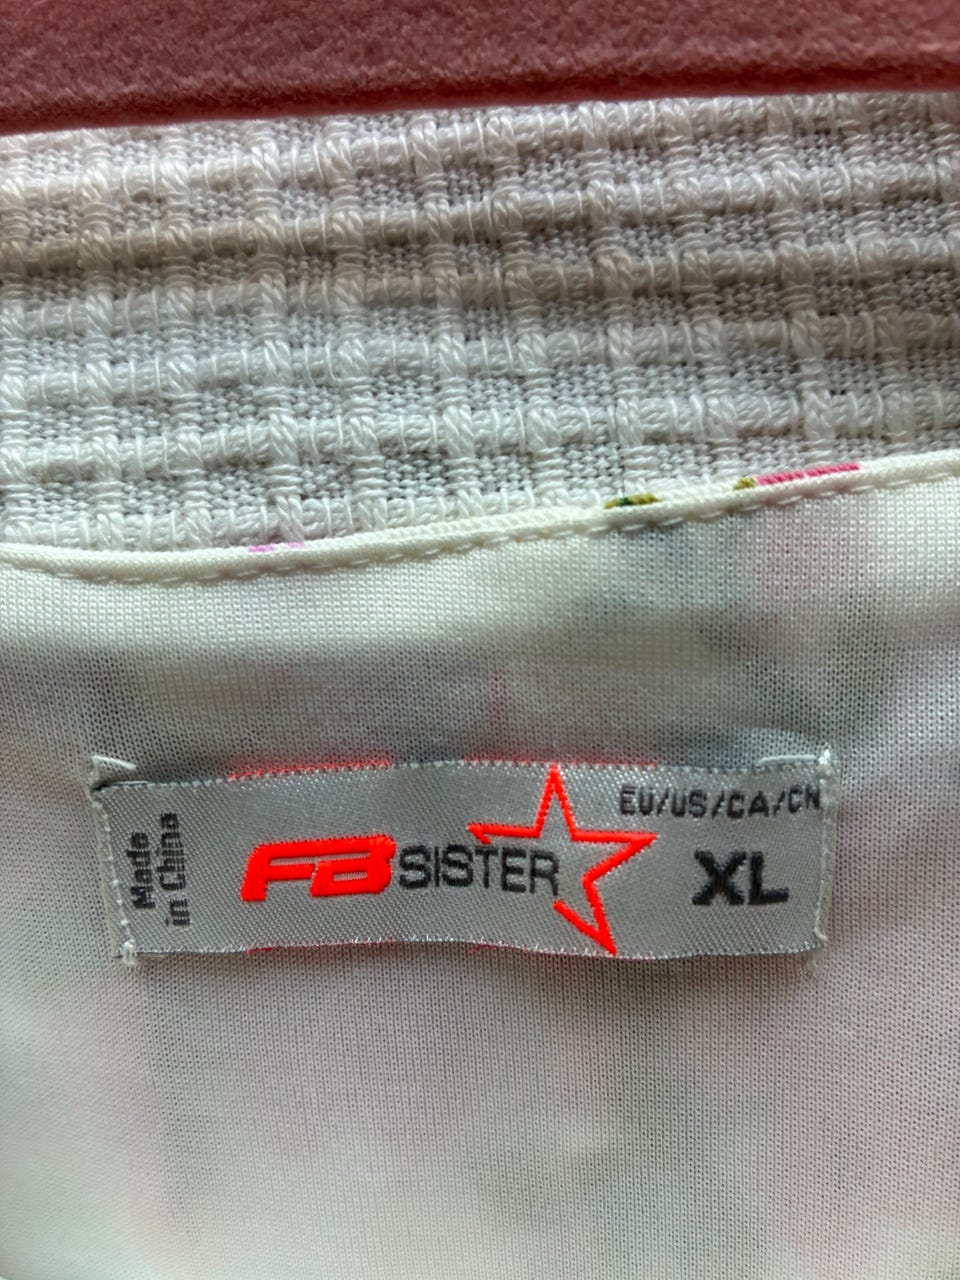 Made
in China
FB SISTER
EU/US/CA/CN
XL